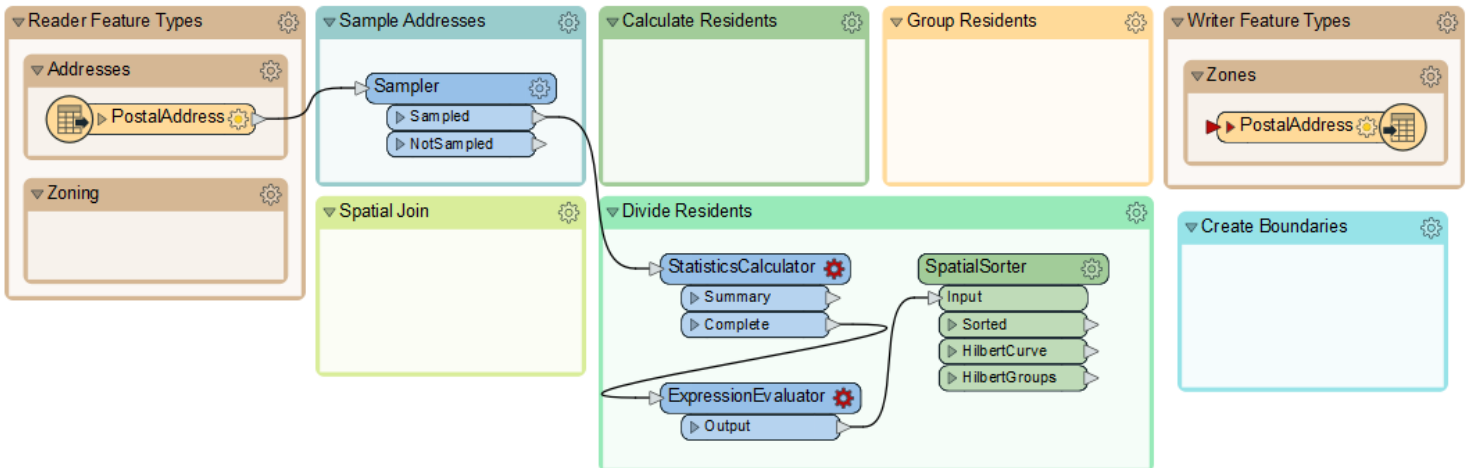 Reader Feature Types
Addresses
PostalAddress
Zoning
Sample Addresses
Sampler
Sampled
NotSampled
Spatial Join
Calculate Residents
Group Residents
Divide Residents
StatisticsCalculator
Summary
Complete
ExpressionEvaluator
Output
SpatialSorter
Input
Sorted
HilbertCurve
HilbertGroups
Writer Feature Types
Zones
PostalAddress
Create Boundaries